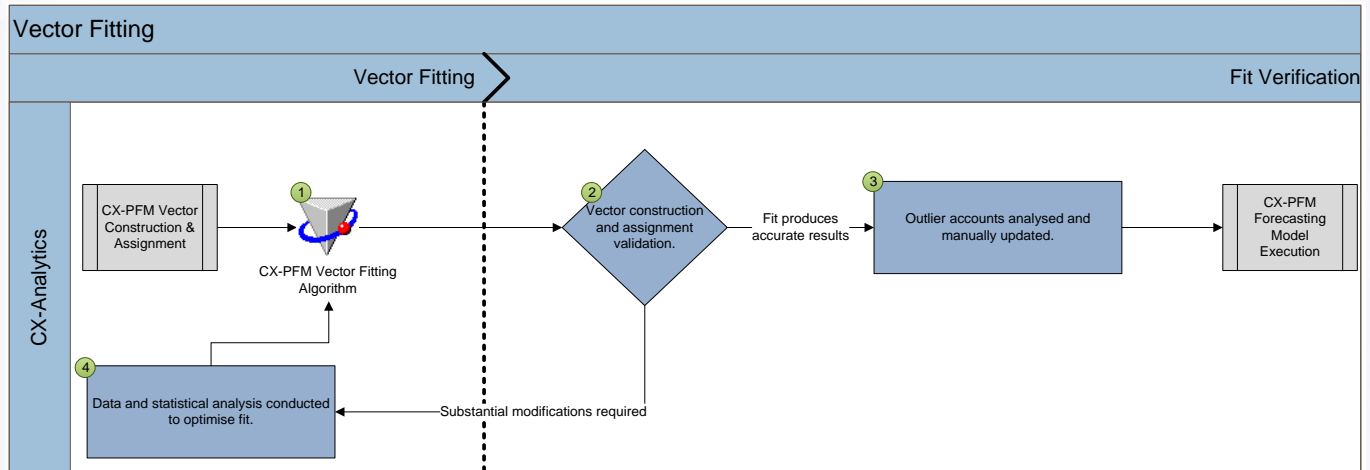 Vector Fitting
Vector Fitting
Fit Verification
CX-Analytics
CX-PFM Vector
Construction &
Assignment
1
CX-PFM Vector Fitting
Algorithm
2
Vector construction
and assignment
validation.
Fit produces
accurate results
3
Outlier accounts analysed and
manually updated.
CX-PFM
Forecasting
Model
Execution
4
Data and statistical analysis conducted
to optimise fit.
Substantial modifications required